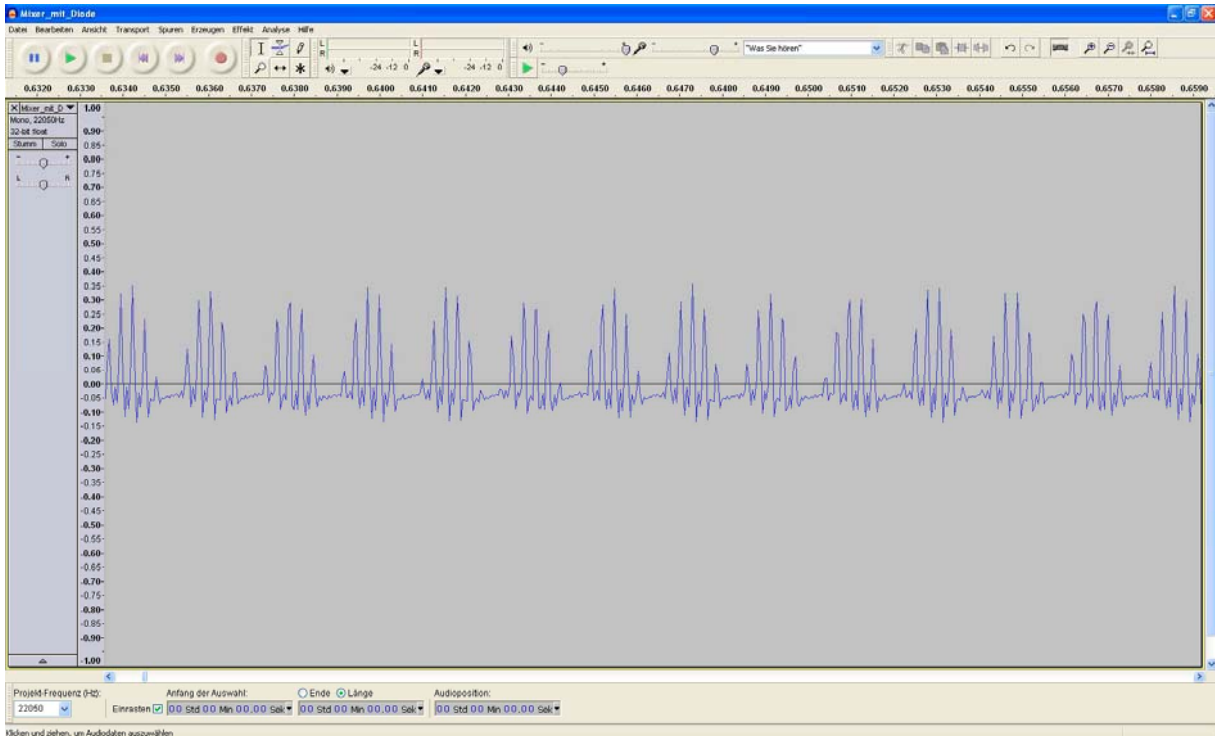 Mixer_mit_Diode
Datei Bearbeiten Ansicht Transport Spuren Erzeugen Effekt Analyse Hilfe
L
R
-24 -12 0
L
R
-24 -12 0
"Was Sie hören"
0.6320 0.6330 0.6340 0.6350 0.6360 0.6370 0.6380 0.6390 0.6400 0.6410 0.6420 0.6430 0.6440 0.6450 0.6460 0.6470 0.6480 0.6490 0.6500 0.6510 0.6520 0.6530 0.6540 0.6550 0.6560 0.6570 0.6580 0.6590
X Mixer_mit_D
Mono, 22050Hz
32-bit float
Stumm Solo
- +
L R
1.00
0.90
0.85
0.80
0.75
0.70
0.65
0.60
0.55
0.50
0.45
0.40
0.35
0.30
0.25
0.20
0.15
0.10
0.06
0.00
-0.05
-0.10
-0.15
-0.20
-0.25
-0.30
-0.35
-0.40
-0.45
-0.50
-0.55
-0.60
-0.65
-0.70
-0.75
-0.80
-0.85
-0.90
-1.00
Projekt-Frequenz (Hz): Anfang der Auswahl: Ende Länge Audioposition:
22050 Einrasten 00 Std 00 Min 00,00 Sek 00 Std 00 Min 00,00 Sek 00 Std 00 Min 00,00 Sek
Klicken und ziehen, um Audiodaten auszuwählen